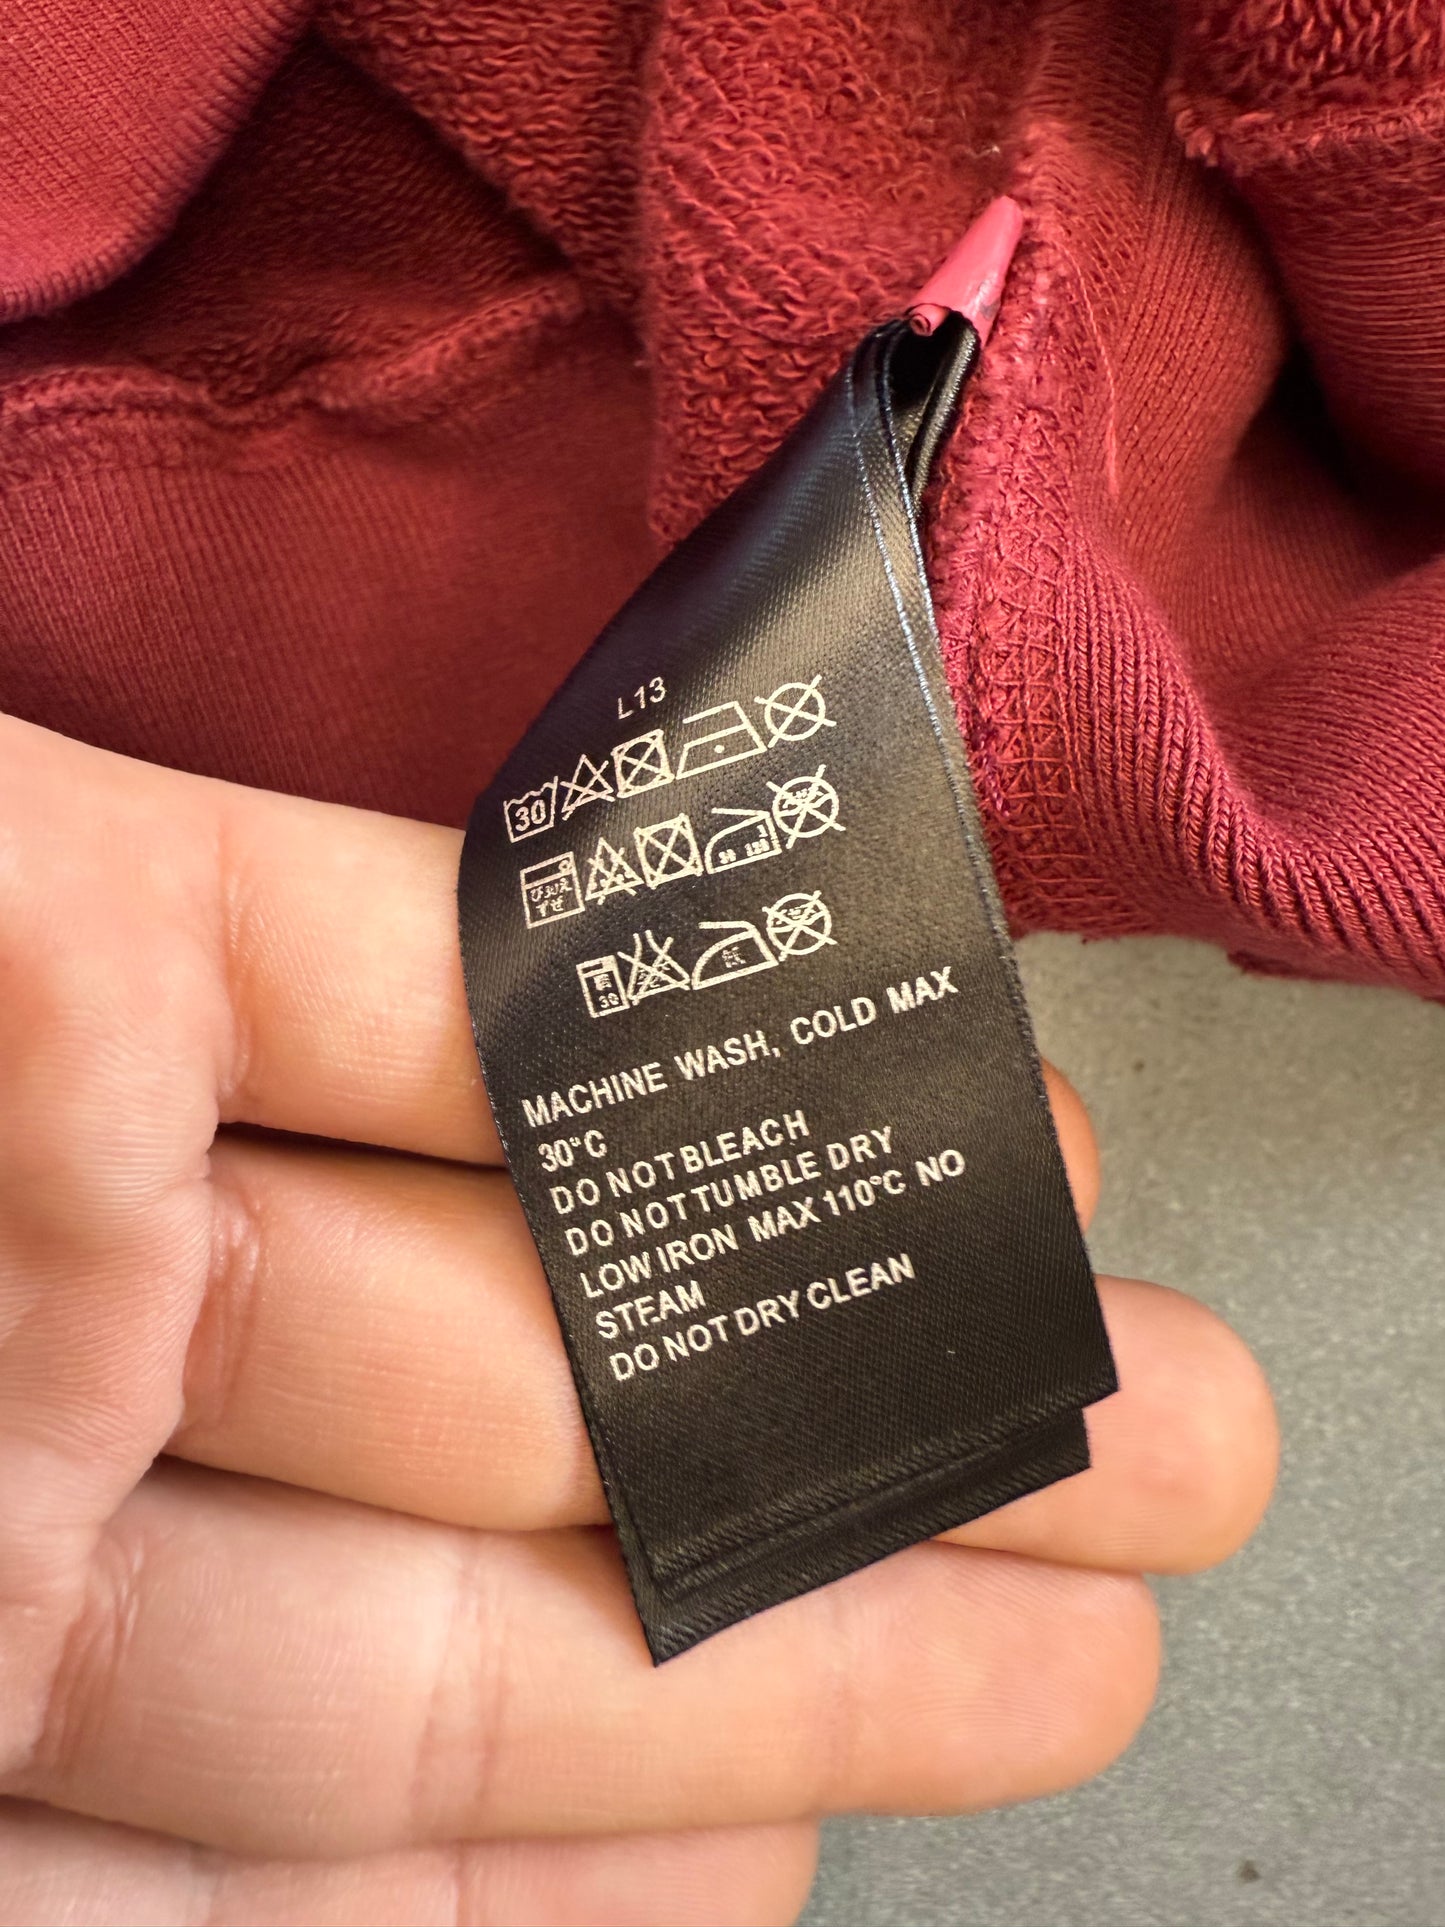 L13
30
30
MACHINE WASH, COLD MAX
30°C
DO NOT BLEACH
DO NOT TUMBLE DRY
LOW IRON MAX 110°C NO
STEAM
DO NOT DRY CLEAN